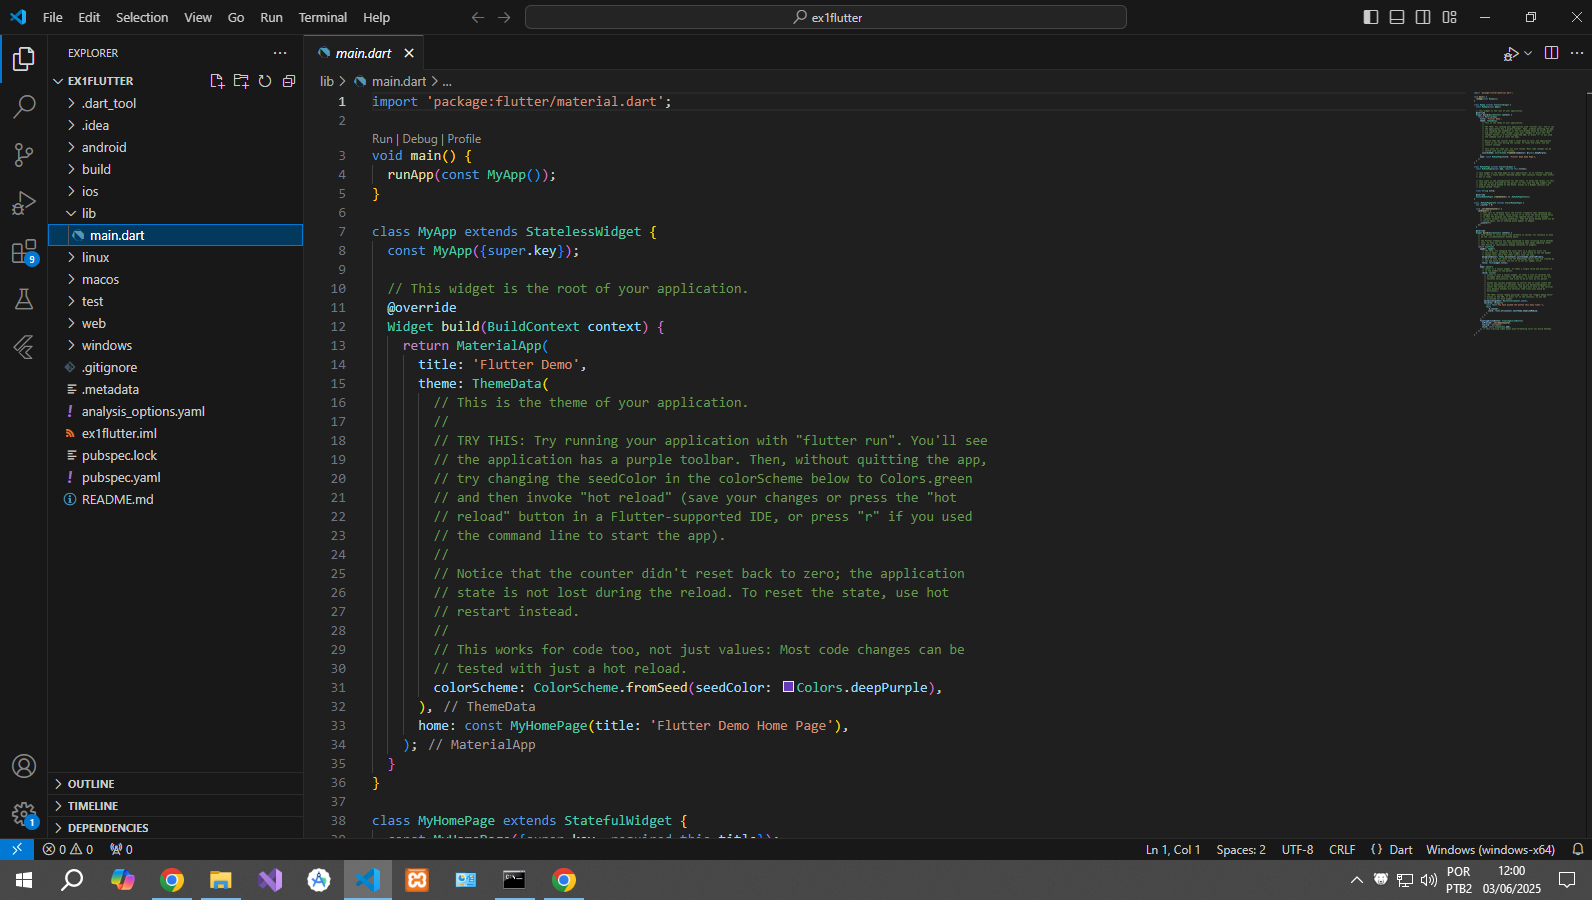 File Edit Selection View Go Run Terminal Help
ex1flutter
EXPLORER
EX1FLUTTER
.dart_tool
.idea
android
build
ios
lib
main.dart
linux
macos
test
web
windows
.gitignore
.metadata
analysis_options.yaml
ex1flutter.iml
pubspec.lock
pubspec.yaml
README.md
OUTLINE
TIMELINE
DEPENDENCIES
9
1
main.dart
lib > main.dart > ...
1 import 'package:flutter/material.dart';
2
Run | Debug | Profile
3 void main() {
4 runApp(const MyApp());
5 }
6
7 class MyApp extends StatelessWidget {
8 const MyApp({super.key});
9
10 // This widget is the root of your application.
11 @override
12 Widget build(BuildContext context) {
13 return MaterialApp(
14 title: 'Flutter Demo',
15 theme: ThemeData(
16 // This is the theme of your application.
17 //
18 // TRY THIS: Try running your application with "flutter run". You'll see
19 // the application has a purple toolbar. Then, without quitting the app,
20 // try changing the seedColor in the colorScheme below to Colors.green
21 // and then invoke "hot reload" (save your changes or press the "hot
22 // reload" button in a Flutter-supported IDE, or press "r" if you used
23 // the command line to start the app).
24 //
25 // Notice that the counter didn't reset back to zero; the application
26 // state is not lost during the reload. To reset the state, use hot
27 // restart instead.
28 //
29 // This works for code too, not just values: Most code changes can be
30 // tested with just a hot reload.
31 colorScheme: ColorScheme.fromSeed(seedColor: Colors.deepPurple),
32 ), // ThemeData
33 home: const MyHomePage(title: 'Flutter Demo Home Page'),
34 ); // MaterialApp
35 }
36 }
37
38 class MyHomePage extends StatefulWidget {
39 const MyHomePage({super.key, required this.title});
0 0 0
Ln 1, Col 1 Spaces: 2 UTF-8 CRLF {} Dart Windows (windows-x64)
POR
PTB2
12:00
03/06/2025